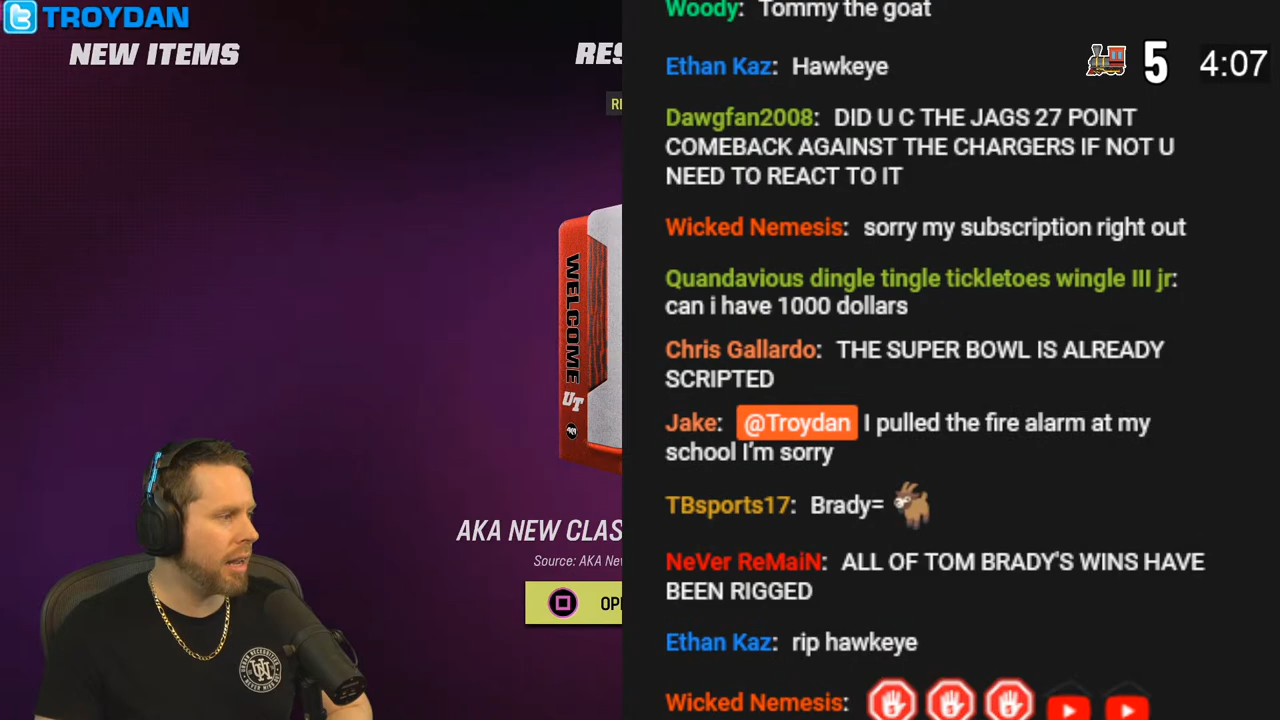 TROYDAN
NEW ITEMS
WELCOME
UT
AKA NEW CLAS
Source: AKA Ne
OP
Woody: Tommy the goat
5 4:07
Ethan Kaz: Hawkeye
Dawgfan2008: DID U C THE JAGS 27 POINT
COMEBACK AGAINST THE CHARGERS IF NOT U
NEED TO REACT TO IT
Wicked Nemesis: sorry my subscription right out
Quandavious dingle tingle tickletoes wingle III jr:
can i have 1000 dollars
Chris Gallardo: THE SUPER BOWL IS ALREADY
SCRIPTED
Jake: @Troydan I pulled the fire alarm at my
school I'm sorry
TBsports17: Brady=
NeVer ReMaiN: ALL OF TOM BRADY'S WINS HAVE
BEEN RIGGED
Ethan Kaz: rip hawkeye
Wicked Nemesis: